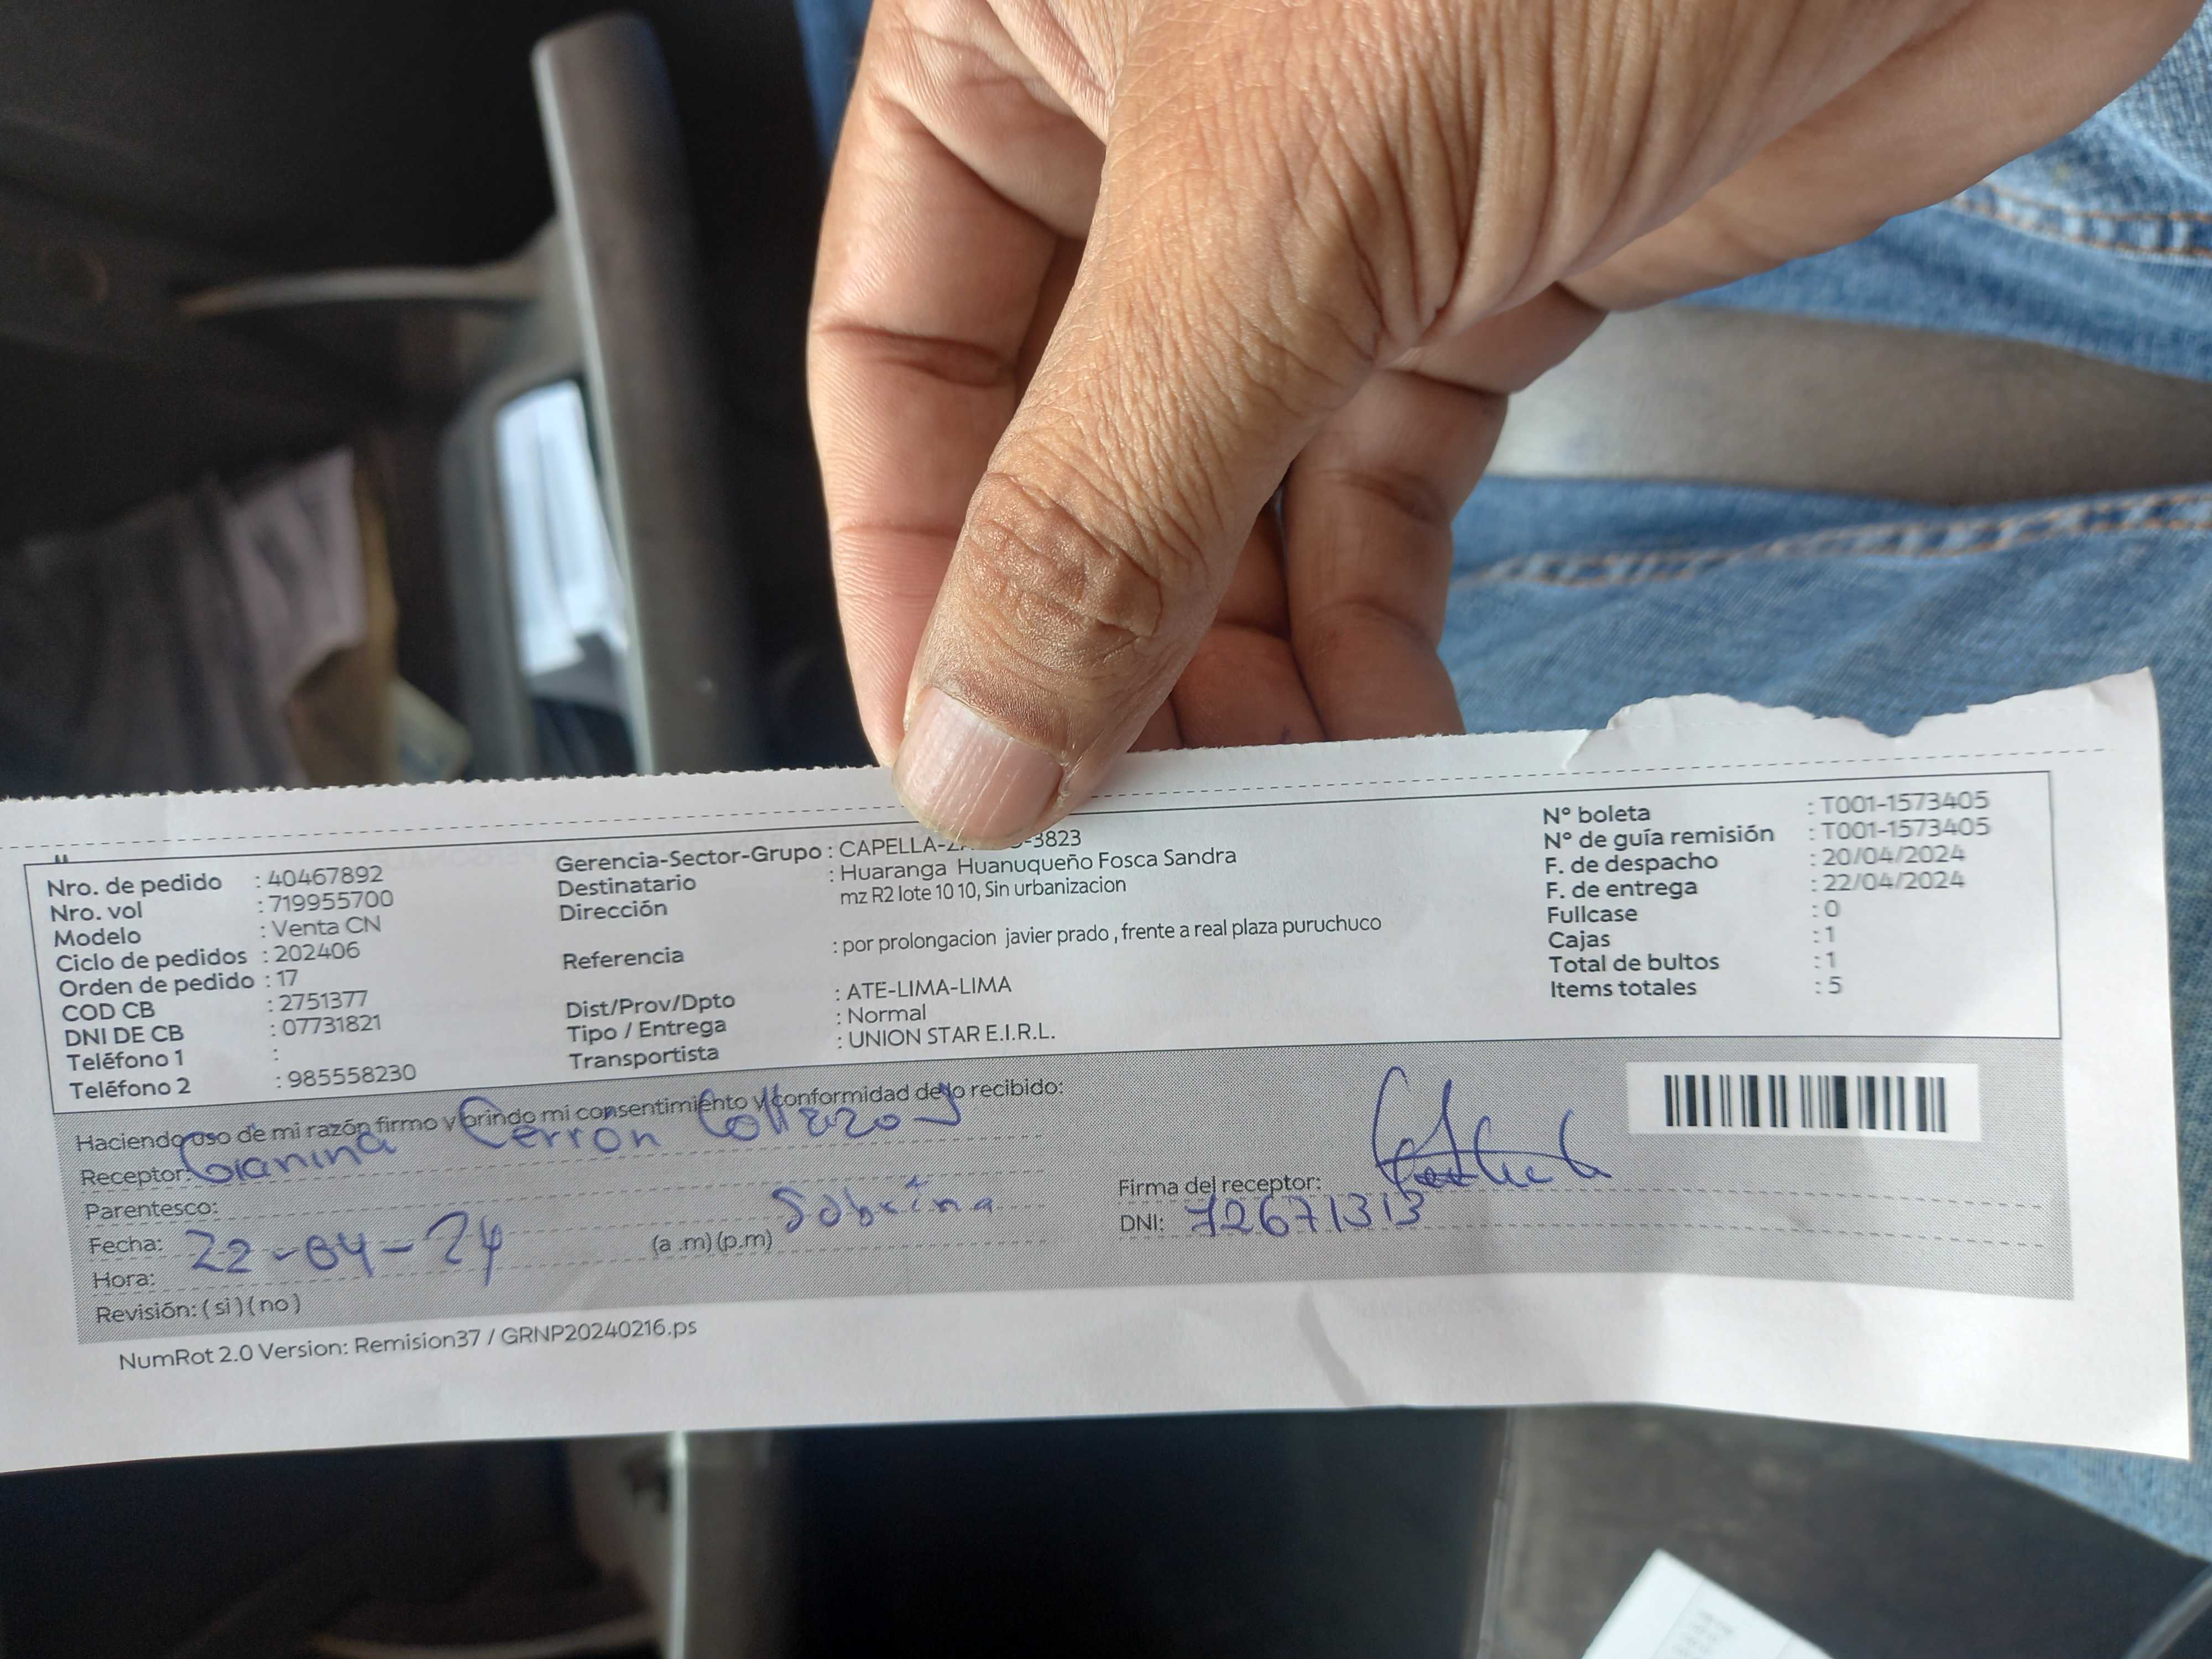 Nro. de pedido : 40467892
Nro. vol : 719955700
Modelo : Venta CN
Ciclo de pedidos : 202406
Orden de pedido : 17
COD CB : 2751377
DNI DE CB : 07731821
Teléfono 1 :
Teléfono 2 : 985558230
Gerencia-Sector-Grupo : CAPELLA- -3823
Destinatario : Huaranga Huanuqueño Fosca Sandra
Dirección mz R2 lote 10 10, Sin urbanizacion
Referencia : por prolongacion javier prado , frente a real plaza puruchuco
Dist/Prov/Dpto : ATE-LIMA-LIMA
Tipo / Entrega : Normal
Transportista : UNION STAR E.I.R.L.
Nº boleta : T001-1573405
Nº de guía remisión : T001-1573405
F. de despacho : 20/04/2024
F. de entrega : 22/04/2024
Fullcase : 0
Cajas : 1
Total de bultos : 1
Items totales : 5
Haciendo uso de mi razón firmo y brindo mi consentimiento y conformidad de lo recibido:
Receptor: Gianina Cerron Collazos
Parentesco: Sobrina
Fecha: 22-04-24 (a .m) (p.m)
Hora:
Revisión: ( si ) ( no )
Firma del receptor:
DNI: 72671313
NumRot 2.0 Version: Remision37 / GRNP20240216.ps